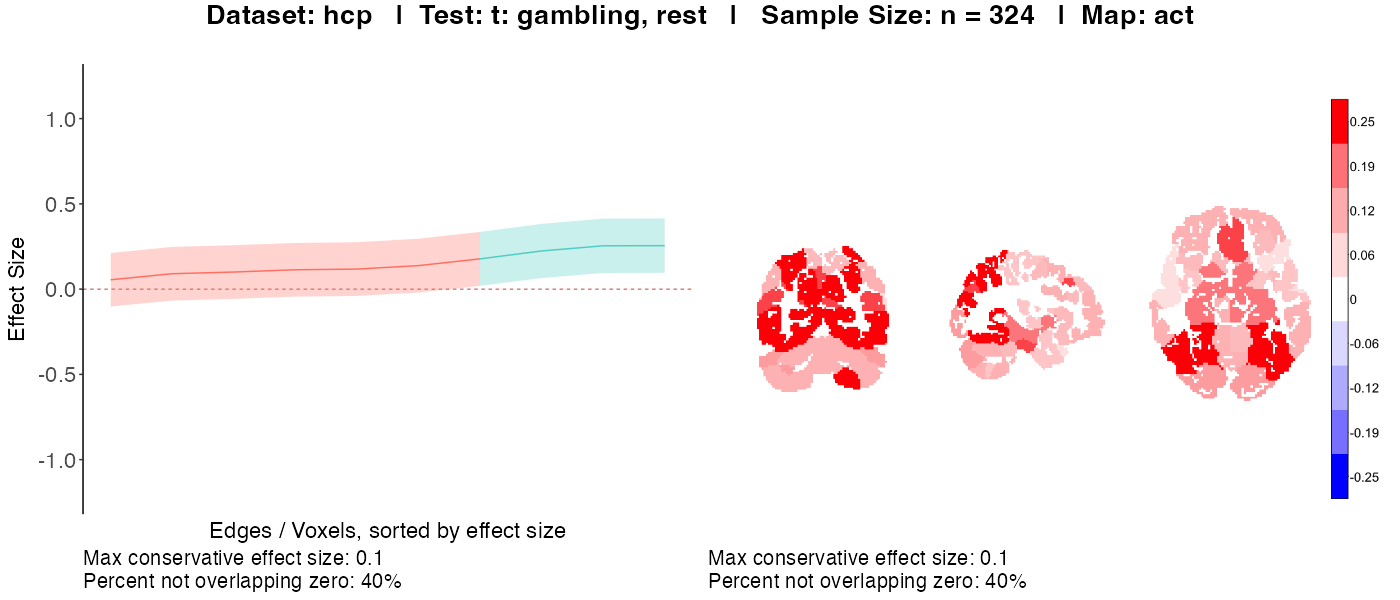 Dataset: hcp   I   Test: t: gambling, rest   I   Sample Size: n = 324   I   Map: act
Effect Size
1.0
0.5
0.0
-0.5
-1.0
Edges / Voxels, sorted by effect size
Max conservative effect size: 0.1
Percent not overlapping zero: 40%
0.25
0.19
0.12
0.06
0
-0.06
-0.12
-0.19
-0.25
Max conservative effect size: 0.1
Percent not overlapping zero: 40%